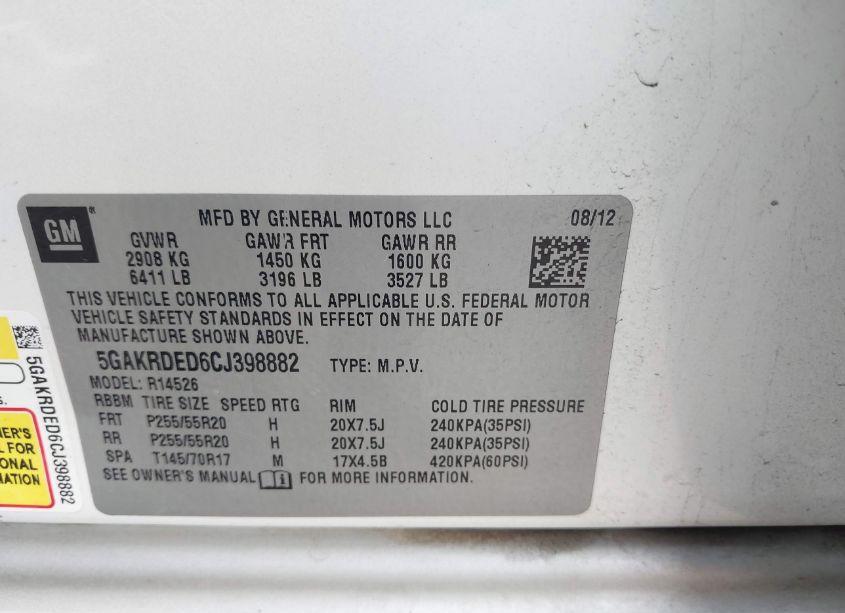 GM
MFD BY GENERAL MOTORS LLC 08/12
GVWR GAWR FRT GAWR RR
2908 KG 1450 KG 1600 KG
6411 LB 3196 LB 3527 LB
THIS VEHICLE CONFORMS TO ALL APPLICABLE U.S. FEDERAL MOTOR
VEHICLE SAFETY STANDARDS IN EFFECT ON THE DATE OF
MANUFACTURE SHOWN ABOVE.
5GAKRDED6CJ398882 TYPE: M.P.V.
MODEL: R14526
RBBM TIRE SIZE SPEED RTG RIM COLD TIRE PRESSURE
FRT P255/55R20 H 20X7.5J 240KPA(35PSI)
RR P255/55R20 H 20X7.5J 240KPA(35PSI)
SPA T145/70R17 M 17X4.5B 420KPA(60PSI)
SEE OWNER'S MANUAL FOR MORE INFORMATION.
5GAKRDED6CJ398882
L FOR